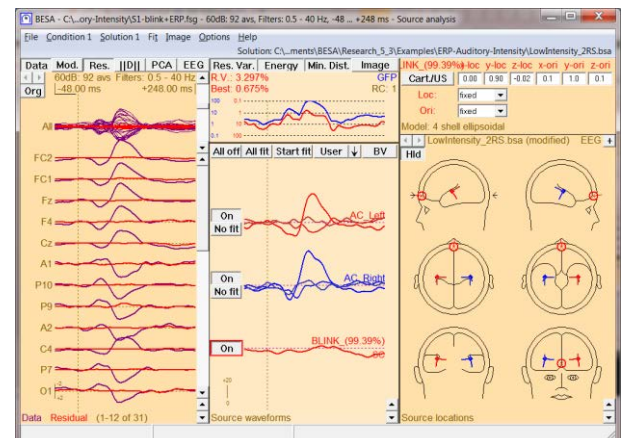 BESA - C:\...ory-Intensity\S1-blink+ERP.fsg - 60dB: 92 avs, Filters: 0.5 - 40 Hz, -48 ... +248 ms - Source analysis
File Condition 1 Solution 1 Fit Image Options Help
Solution: C:\...ments\BESA\Research_5_3\Examples\ERP-Auditory-Intensity\LowIntensity_2RS.bsa
Data Mod. Res. ||D|| PCA EEG
60dB: 92 avs Filters: 0.5 - 40 Hz
Org
-48.00 ms +248.00 ms
All
FC2
FC1
Fz
F4
Cz
A1
P10
P9
A2
C4
P7
O1
Data Residual (1-12 of 31)
Res. Var. Energy Min. Dist. Image
R.V.: 3.297% GFP
Best: 0.675% RC: 1
All off All fit Start fit User BV
On
No fit
AC_Left
On
No fit
AC_Right
On
BLINK_(99.39%)
Source waveforms
LINK_(99.39%) y-loc z-loc x-ori y-ori z-ori
Cart./US 0.00 0.90 -0.02 0.1 1.0 0.1
Loc: fixed
Ori: fixed
Model: 4 shell ellipsoidal
LowIntensity_2RS.bsa (modified) EEG
Hld
Source locations